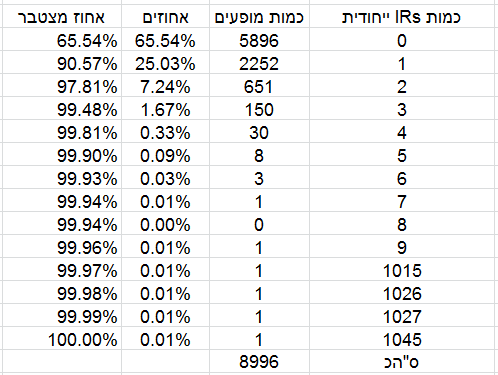 כמות IRs ייחודית כמות מופעים אחוזים אחוז מצטבר
0 5896 65.54% 65.54%
1 2252 25.03% 90.57%
2 651 7.24% 97.81%
3 150 1.67% 99.48%
4 30 0.33% 99.81%
5 8 0.09% 99.90%
6 3 0.03% 99.93%
7 1 0.01% 99.94%
8 0 0.00% 99.94%
9 1 0.01% 99.96%
1015 1 0.01% 99.97%
1026 1 0.01% 99.98%
1027 1 0.01% 99.99%
1045 1 0.01% 100.00%
ס"הכ 8996